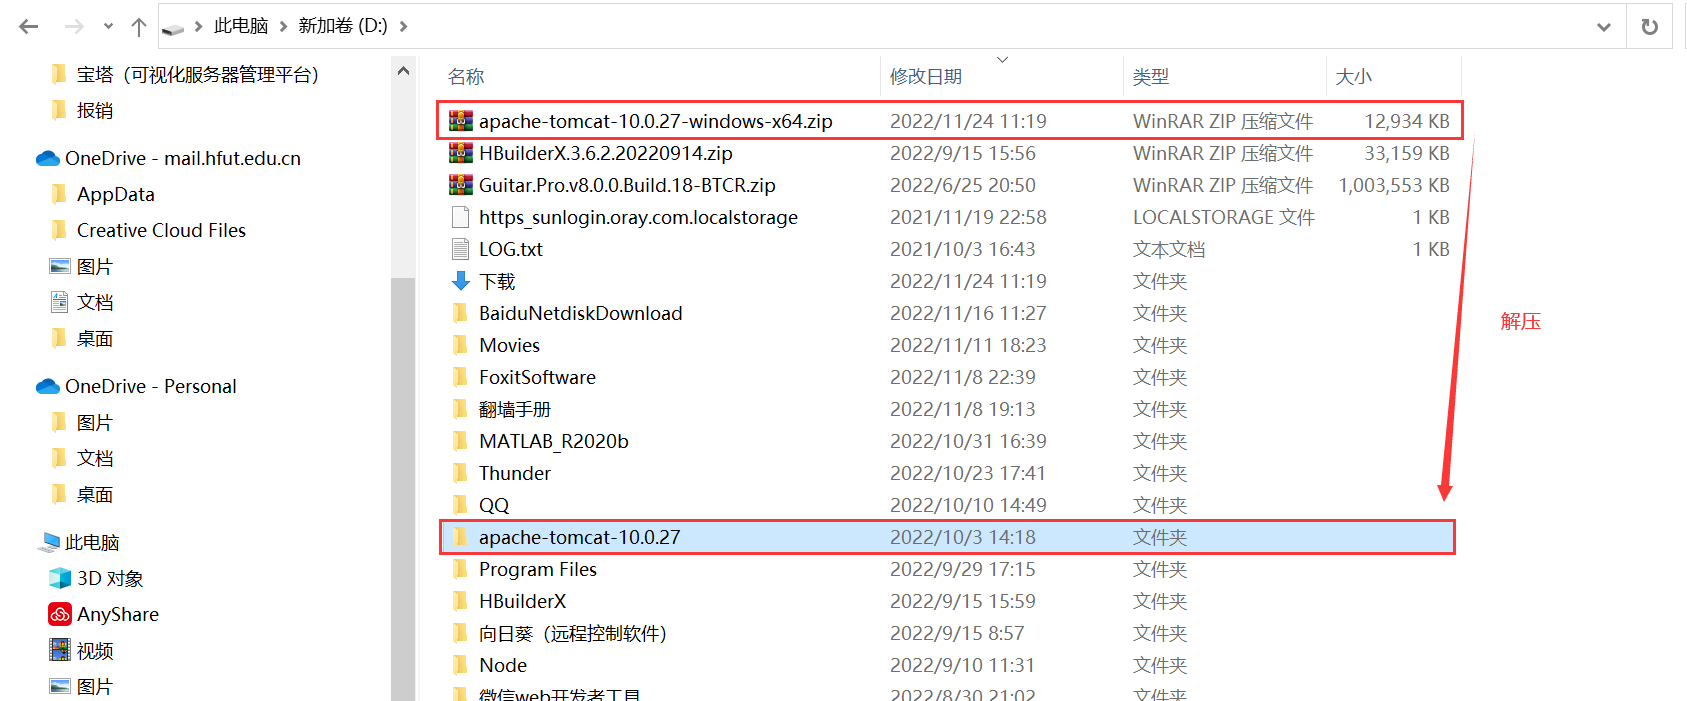 此电脑 新加卷 (D:)
宝塔（可视化服务器管理平台）
报销
OneDrive - mail.hfut.edu.cn
AppData
Creative Cloud Files
图片
文档
桌面
OneDrive - Personal
图片
文档
桌面
此电脑
3D 对象
AnyShare
视频
图片
名称 修改日期 类型 大小
apache-tomcat-10.0.27-windows-x64.zip 2022/11/24 11:19 WinRAR ZIP 压缩文件 12,934 KB
HBuilderX.3.6.2.20220914.zip 2022/9/15 15:56 WinRAR ZIP 压缩文件 33,159 KB
Guitar.Pro.v8.0.0.Build.18-BTCR.zip 2022/6/25 20:50 WinRAR ZIP 压缩文件 1,003,553 KB
https_sunlogin.oray.com.localstorage 2021/11/19 22:58 LOCALSTORAGE 文件 1 KB
LOG.txt 2021/10/3 16:43 文本文档 1 KB
下载 2022/11/24 11:19 文件夹
BaiduNetdiskDownload 2022/11/16 11:27 文件夹
Movies 2022/11/11 18:23 文件夹
FoxitSoftware 2022/11/8 22:39 文件夹
翻墙手册 2022/11/8 19:13 文件夹
MATLAB_R2020b 2022/10/31 16:39 文件夹
Thunder 2022/10/23 17:41 文件夹
QQ 2022/10/10 14:49 文件夹
apache-tomcat-10.0.27 2022/10/3 14:18 文件夹
Program Files 2022/9/29 17:15 文件夹
HBuilderX 2022/9/15 15:59 文件夹
向日葵（远程控制软件） 2022/9/15 8:57 文件夹
Node 2022/9/10 11:31 文件夹
微信web开发者工具 2022/8/30 21:02 文件夹
解压